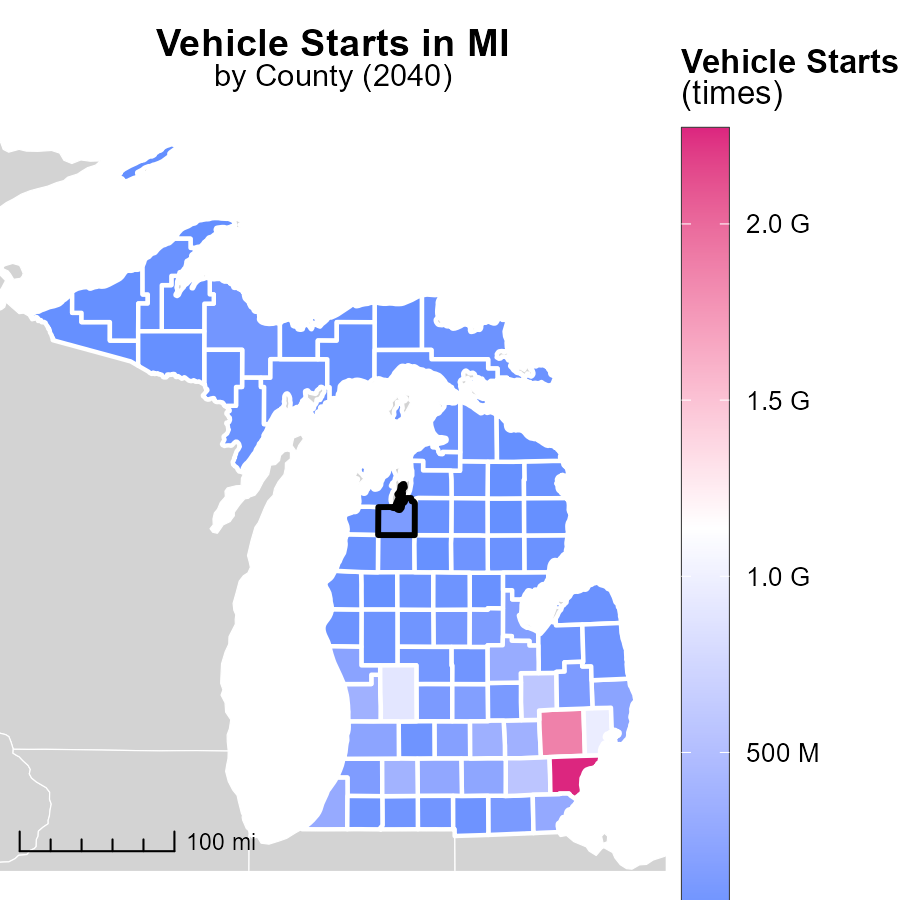 Vehicle Starts in MI
by County (2040)
Vehicle Starts
(times)
2.0 G
1.5 G
1.0 G
500 M
100 mi